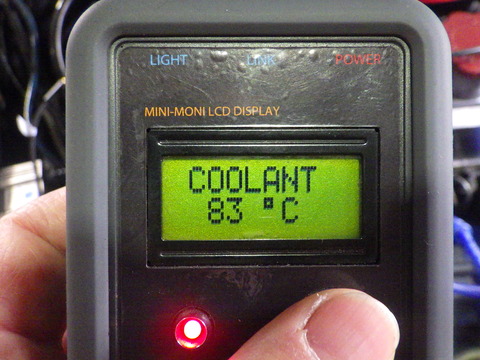 LIGHT LINK POWER
MINI-MONI LCD DISPLAY
COOLANT
83 °C